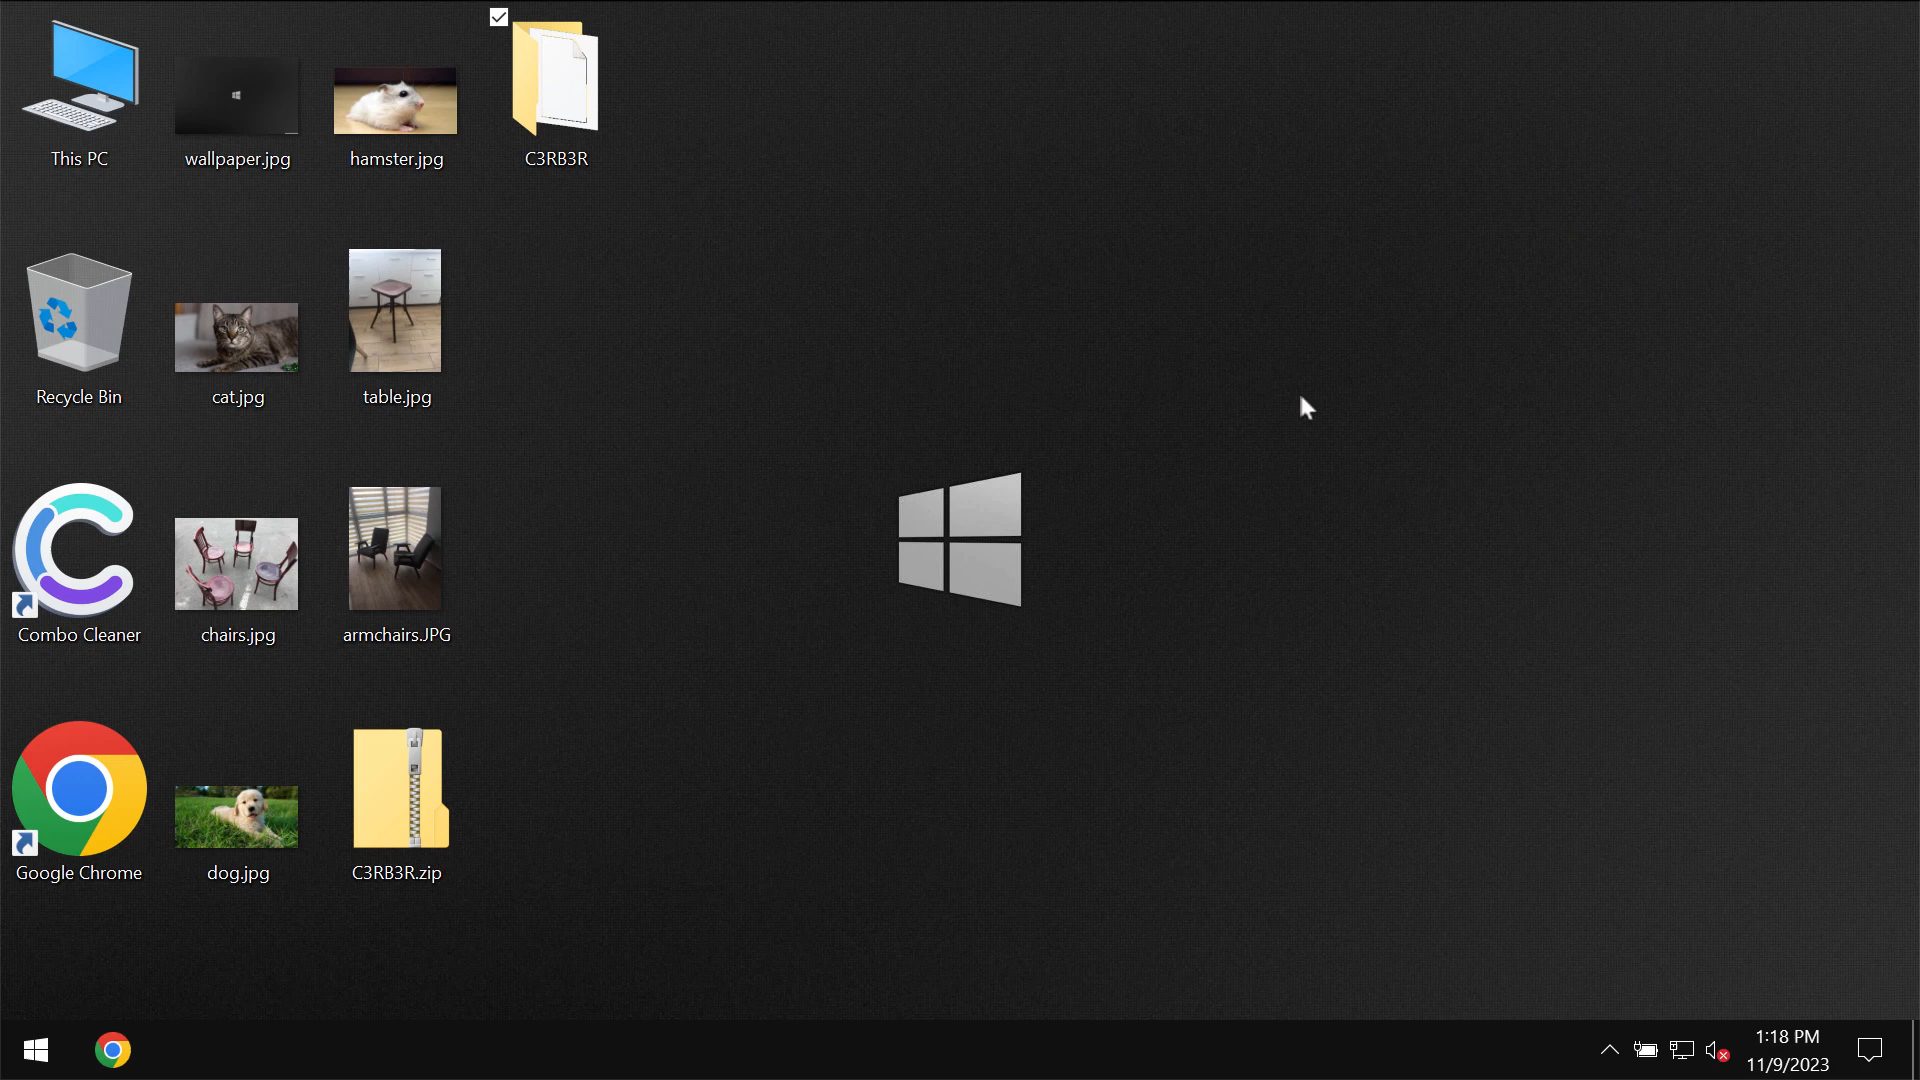 This PC
wallpaper.jpg
hamster.jpg
C3RB3R
Recycle Bin
cat.jpg
table.jpg
Combo Cleaner
chairs.jpg
armchairs.JPG
Google Chrome
dog.jpg
C3RB3R.zip
1:18 PM
11/9/2023